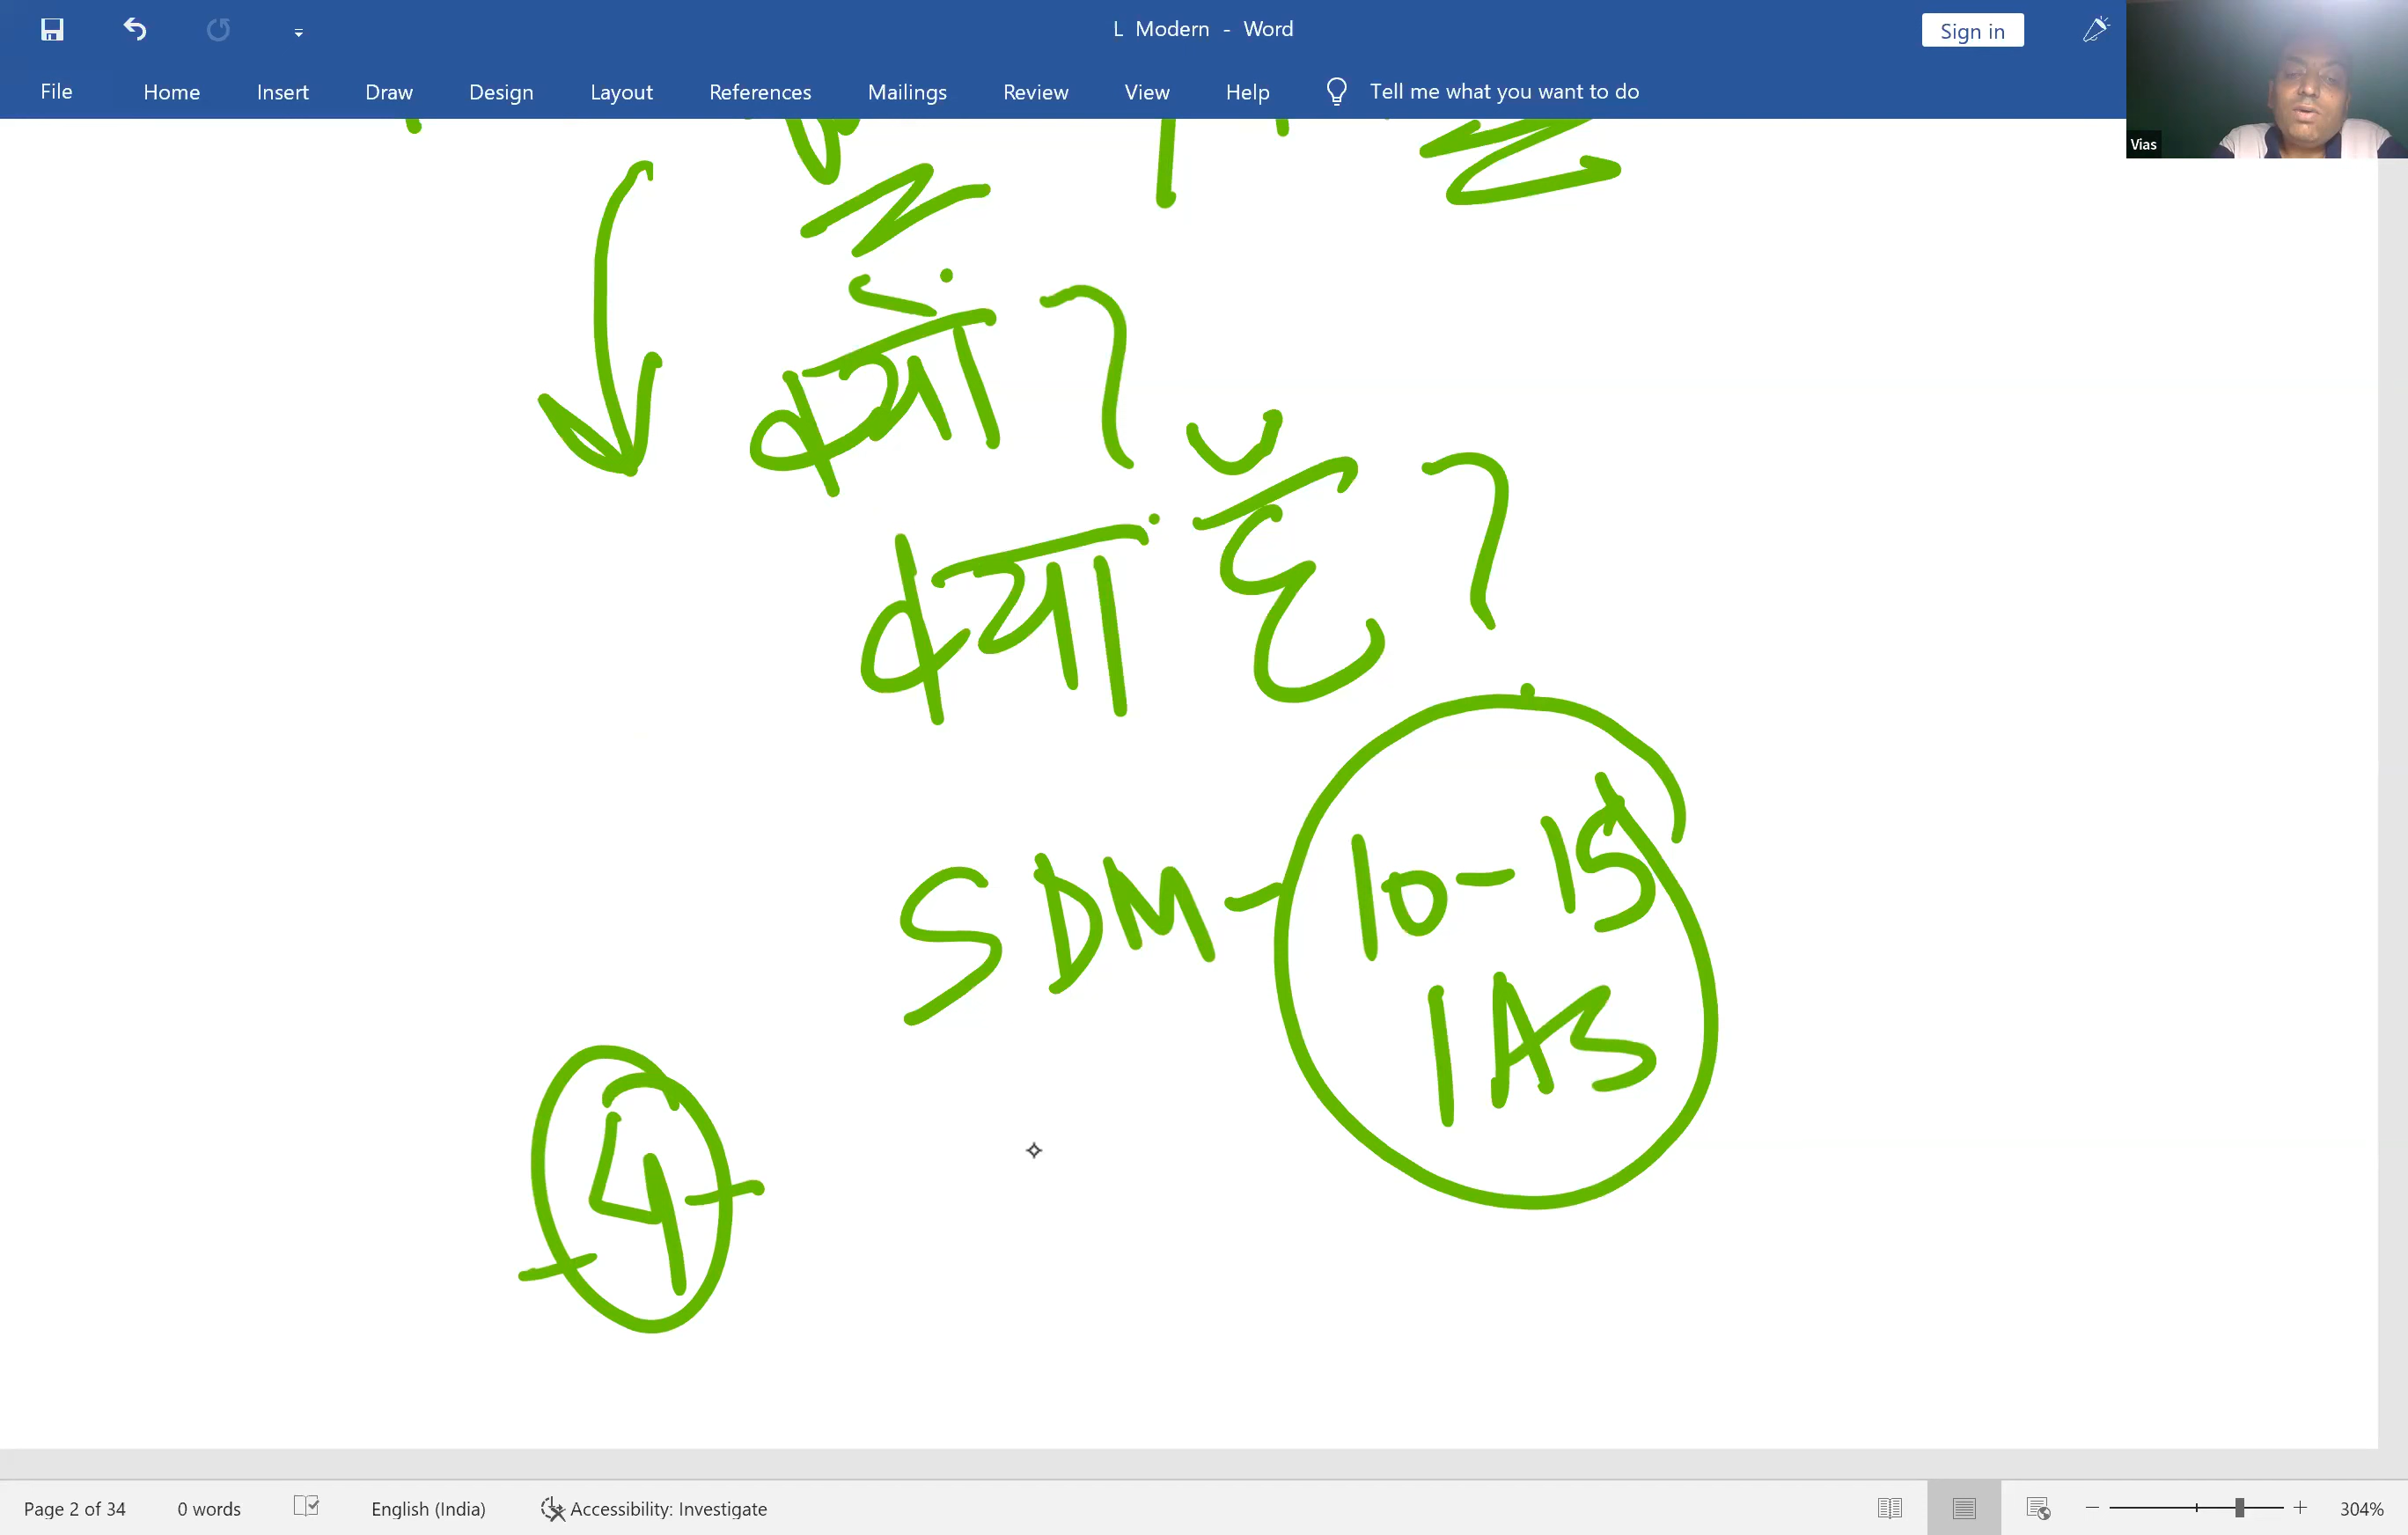 L Modern - Word
Sign in
File Home Insert Draw Design Layout References Mailings Review View Help Tell me what you want to do
Vias
क्यों ?
क्या है ?
SDM - 10-15
IAS
4
Page 2 of 34 0 words English (India) Accessibility: Investigate 304%